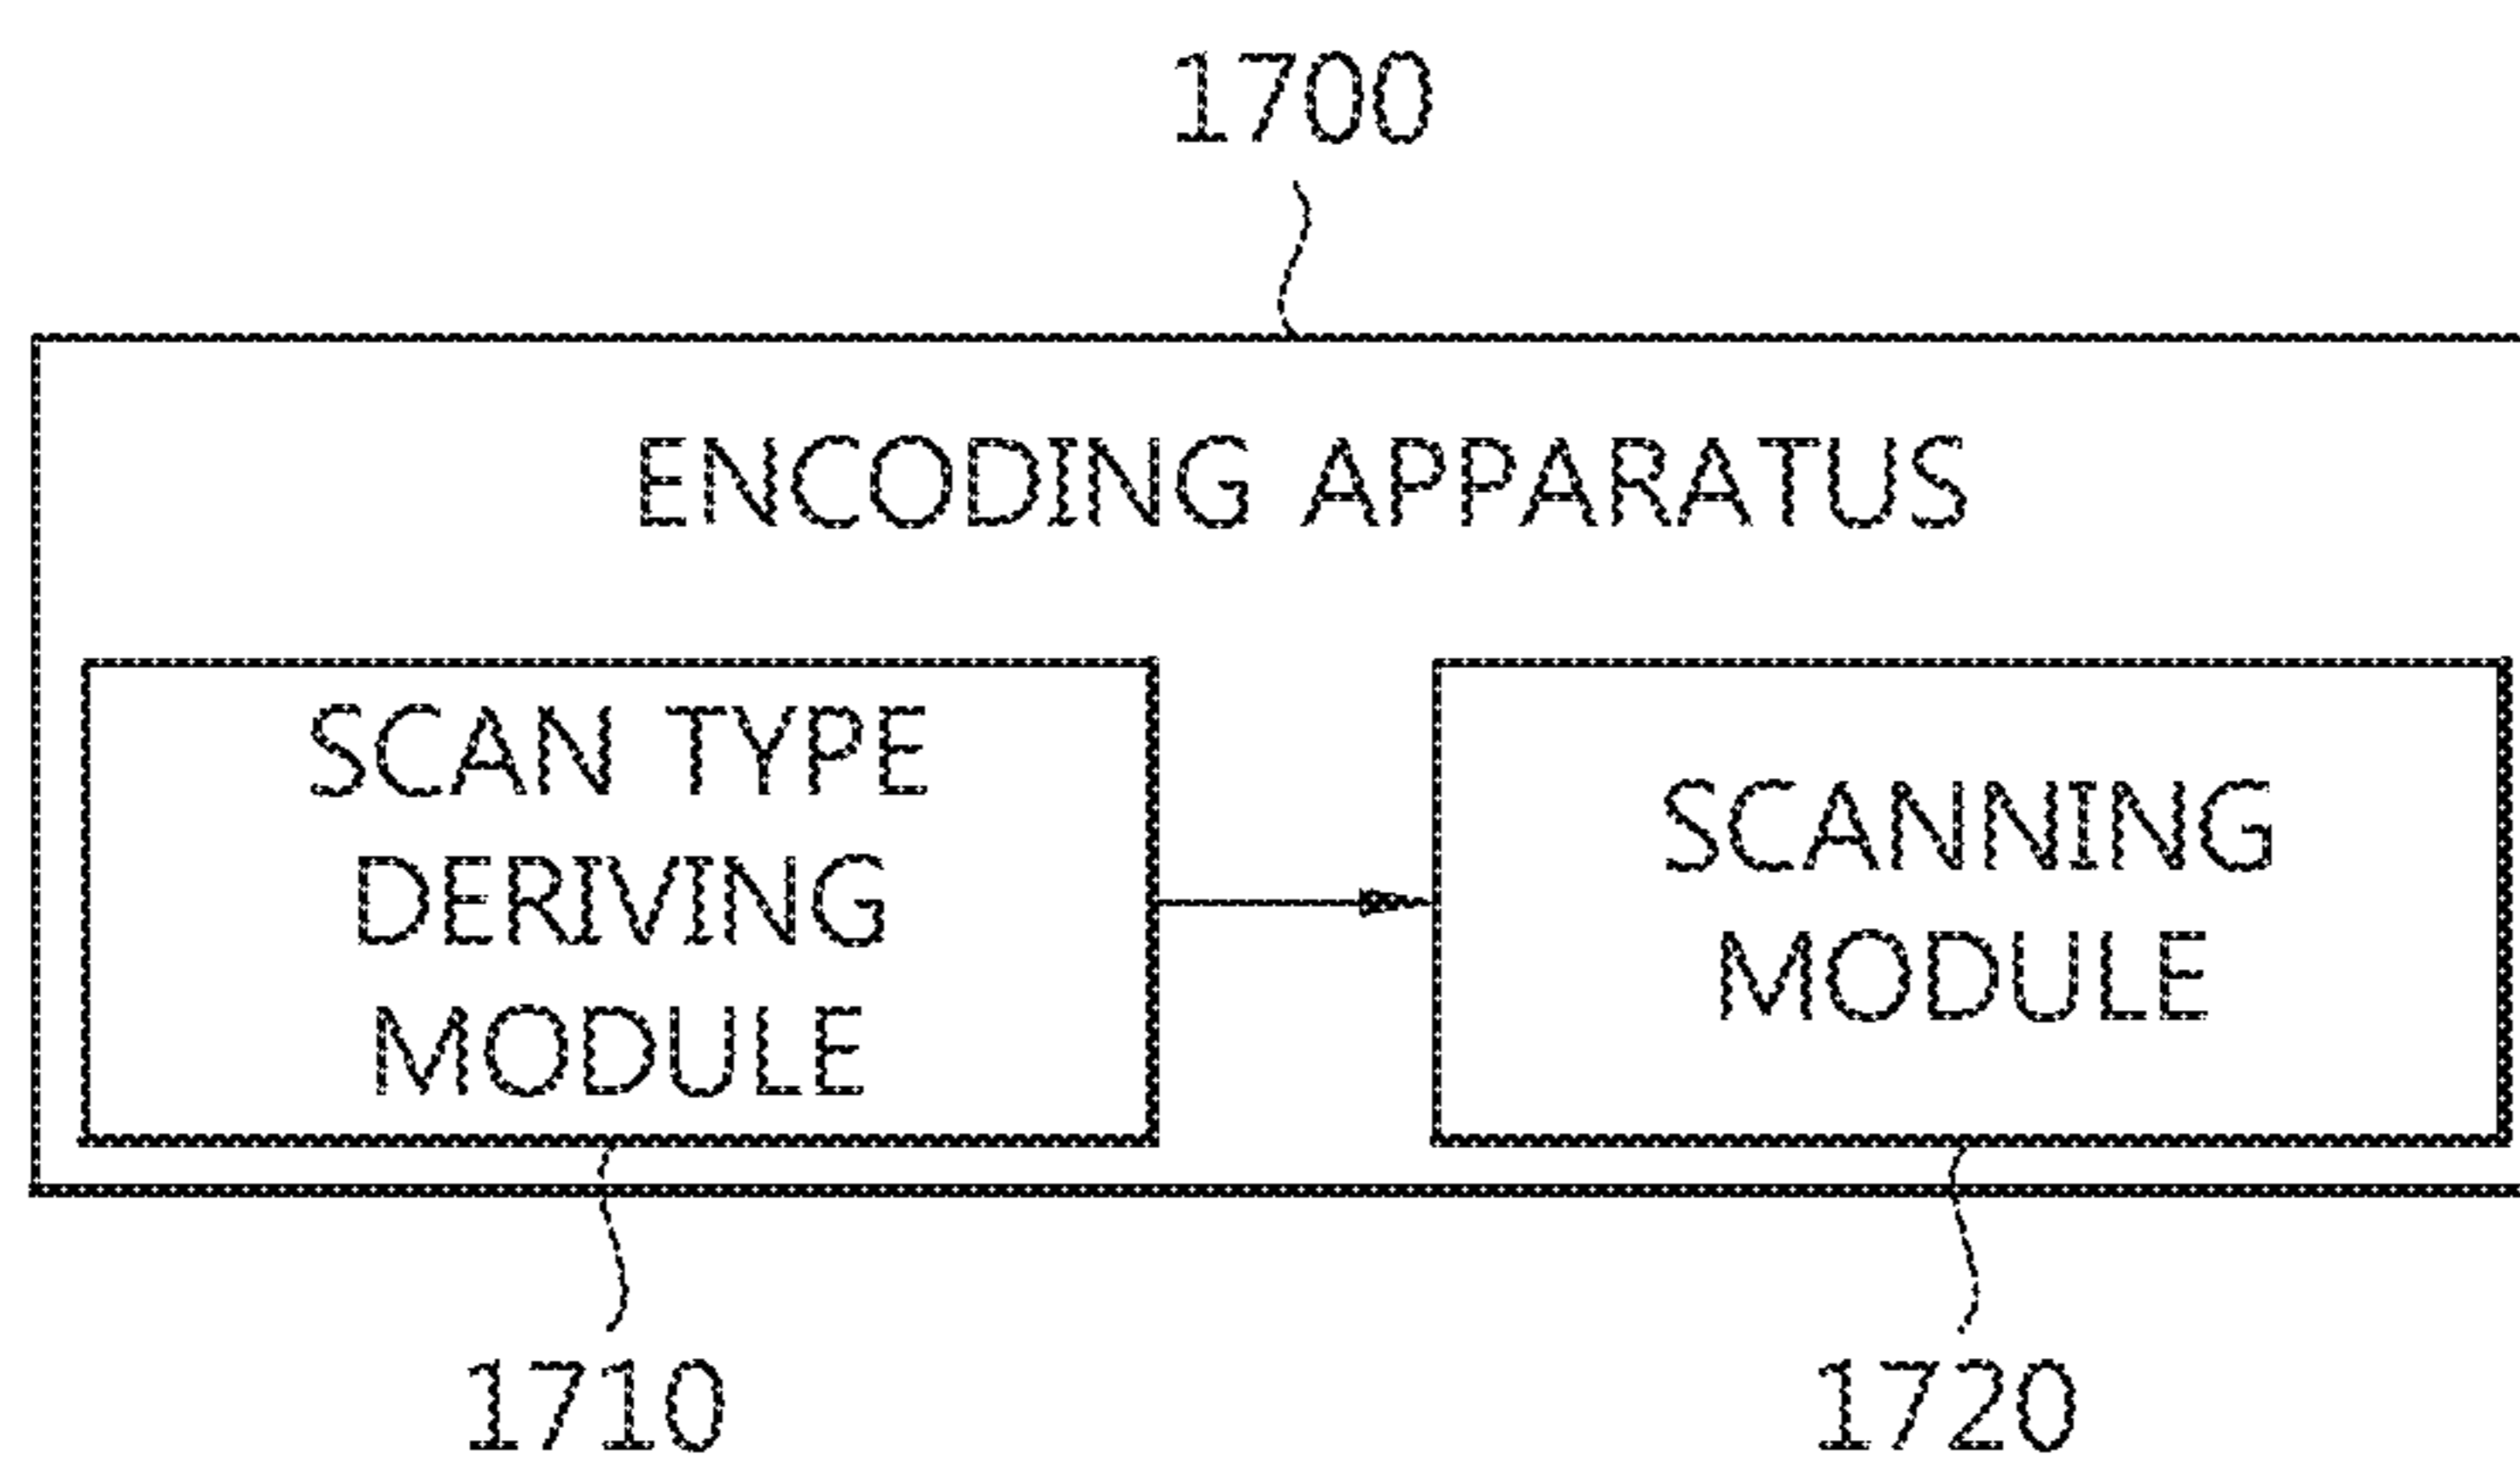 1700
ENCODING APPARATUS
SCAN TYPE
DERIVING
MODULE
SCANNING
MODULE
1710
1720